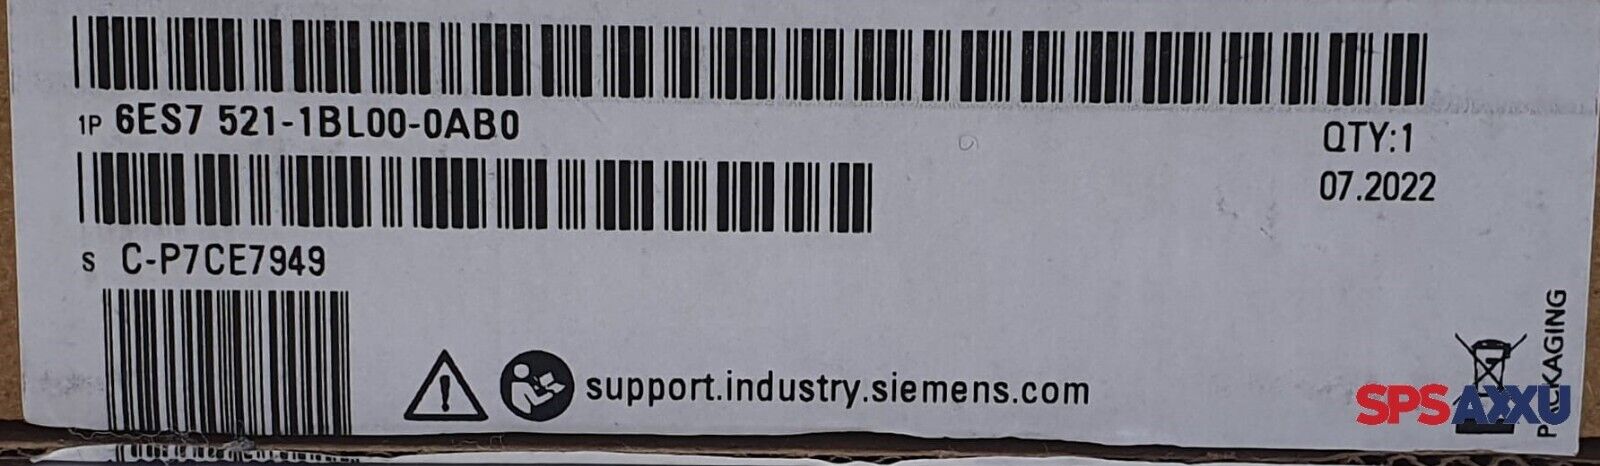 1P 6ES7 521-1BL00-0AB0
QTY:1
07.2022
S C-P7CE7949
support.industry.siemens.com
PACKAGING
SPSAXXU